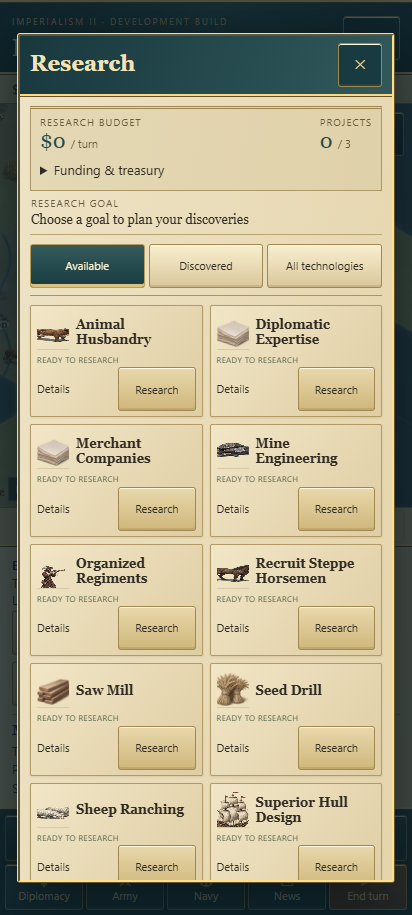 IMPERIALISM II · DEVELOPMENT BUILD
Research
×
RESEARCH BUDGET
PROJECTS
$0 / turn
0 / 3
▶ Funding & treasury
RESEARCH GOAL
Choose a goal to plan your discoveries
Available
Discovered
All technologies
Animal Husbandry
READY TO RESEARCH
Details
Research
Diplomatic Expertise
READY TO RESEARCH
Details
Research
Merchant Companies
READY TO RESEARCH
Details
Research
Mine Engineering
READY TO RESEARCH
Details
Research
Organized Regiments
READY TO RESEARCH
Details
Research
Recruit Steppe Horsemen
READY TO RESEARCH
Details
Research
Saw Mill
READY TO RESEARCH
Details
Research
Seed Drill
READY TO RESEARCH
Details
Research
Sheep Ranching
READY TO RESEARCH
Details
Research
Superior Hull Design
READY TO RESEARCH
Details
Research
Diplomacy
Army
Navy
News
End turn